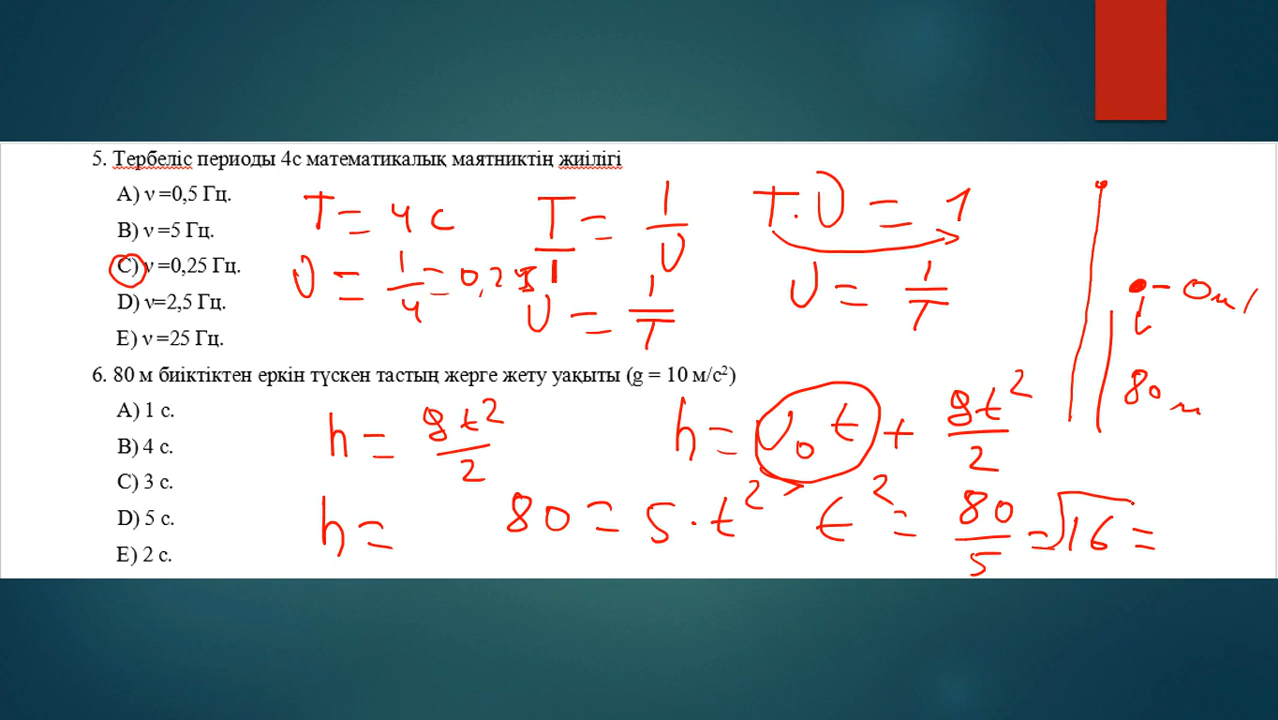 5. Тербеліс периоды 4с математикалық маятниктің жиілігі
A) ν =0,5 Гц.
B) ν =5 Гц.
C) ν =0,25 Гц.
D) ν=2,5 Гц.
E) ν =25 Гц.
T = 4 c
T/1 = 1/υ
T · υ = 1
υ = 1/4 = 0,25
υ = 1/T
υ = 1/T
0 м/
80 м
6. 80 м биіктіктен еркін түскен тастың жерге жету уақыты (g = 10 м/с²)
A) 1 с.
B) 4 с.
C) 3 с.
D) 5 с.
E) 2 с.
h = gt²/2
h = υ₀ t + gt²/2
h =
80 = 5 · t²
t² = 80/5 = √16 =